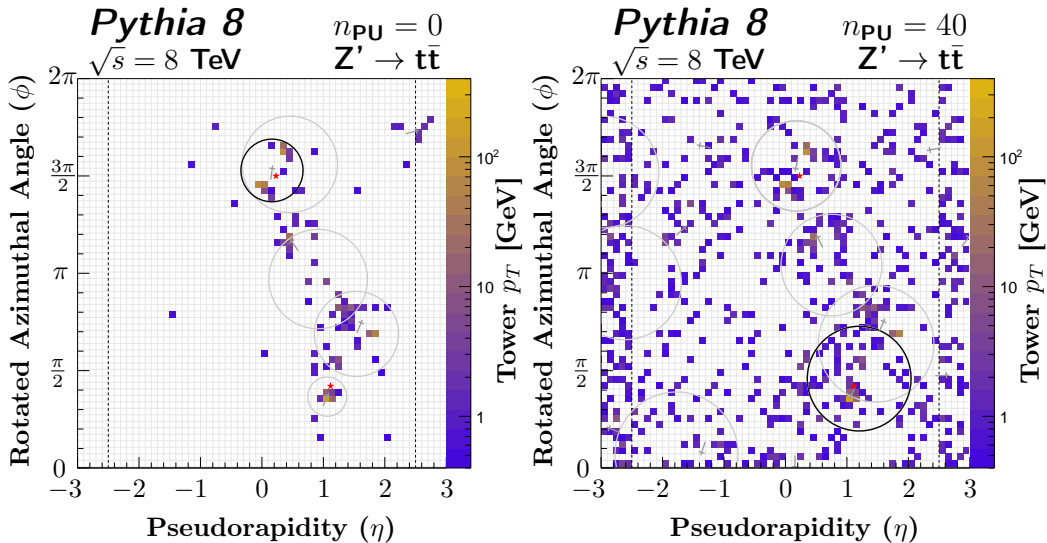 Pythia 8
n_PU = 0
√s = 8 TeV
Z' → tt̄
2π
3π/2
π
π/2
0
Rotated Azimuthal Angle (ϕ)
−3 −2 −1 0 1 2 3
Pseudorapidity (η)
10²
10
1
Tower p_T [GeV]
Pythia 8
n_PU = 40
√s = 8 TeV
Z' → tt̄
2π
3π/2
π
π/2
0
Rotated Azimuthal Angle (ϕ)
−3 −2 −1 0 1 2 3
Pseudorapidity (η)
10²
10
1
Tower p_T [GeV]